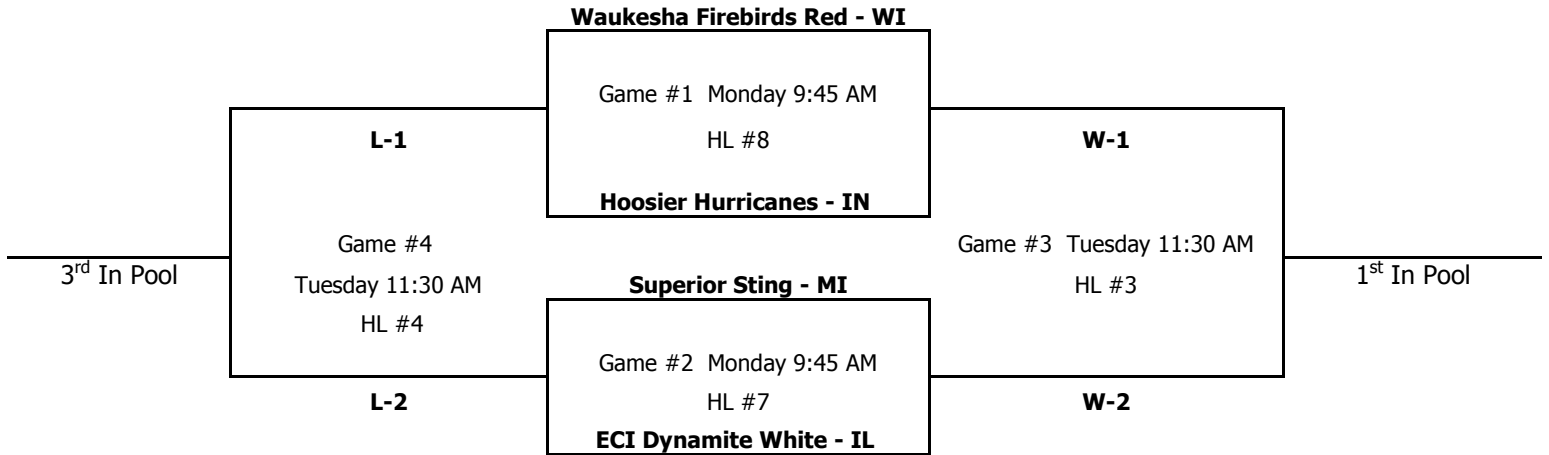 Waukesha Firebirds Red - WI
Game #1 Monday 9:45 AM
L-1
HL #8
W-1
Hoosier Hurricanes - IN
Game #4
Game #3 Tuesday 11:30 AM
3rd In Pool
Tuesday 11:30 AM
Superior Sting - MI
HL #3
1st In Pool
HL #4
Game #2 Monday 9:45 AM
L-2
HL #7
W-2
ECI Dynamite White - IL